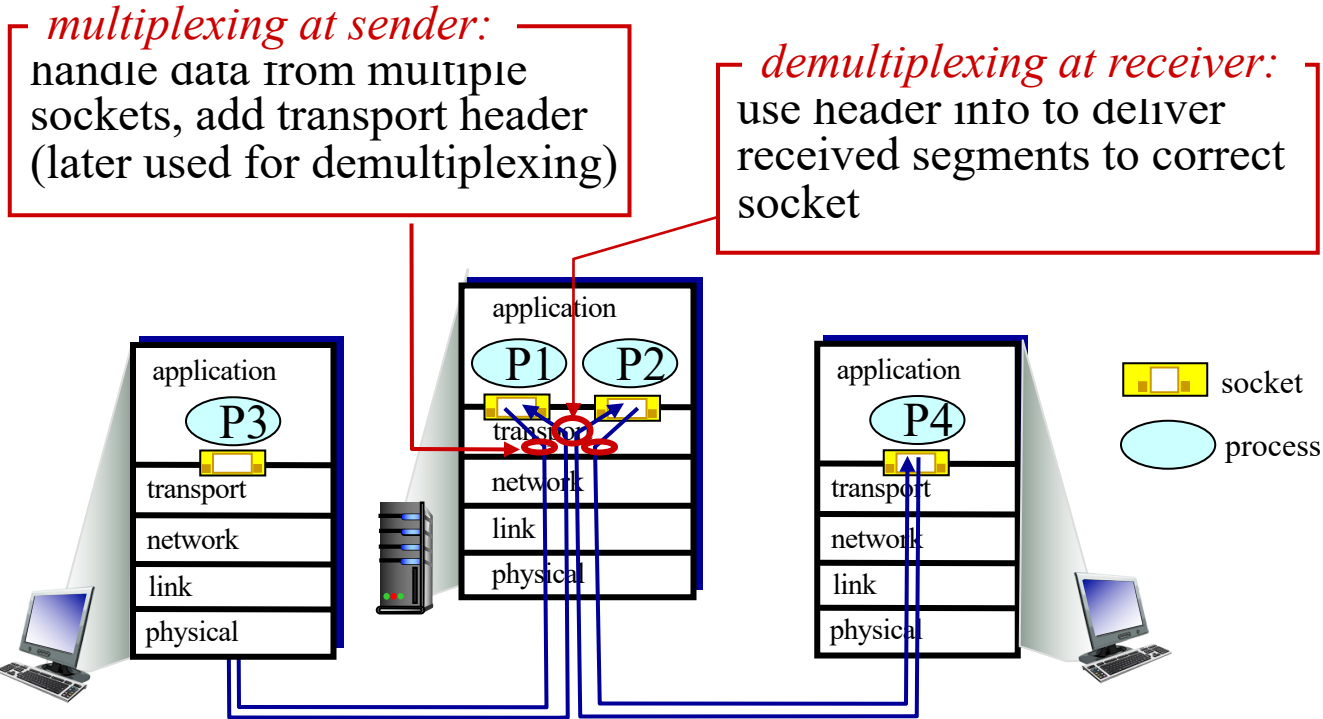 multiplexing at sender:
handle data from multiple
sockets, add transport header
(later used for demultiplexing)
demultiplexing at receiver:
use header info to deliver
received segments to correct
socket
application
P3
transport
network
link
physical
application
P1 P2
transport
network
link
physical
application
P4
transport
network
link
physical
socket
process